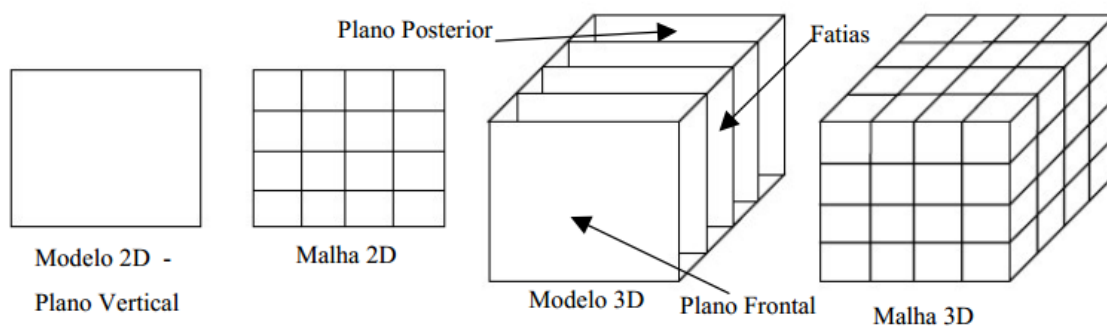 Plano Posterior
Fatias
Modelo 2D -
Plano Vertical
Malha 2D
Modelo 3D
Plano Frontal
Malha 3D